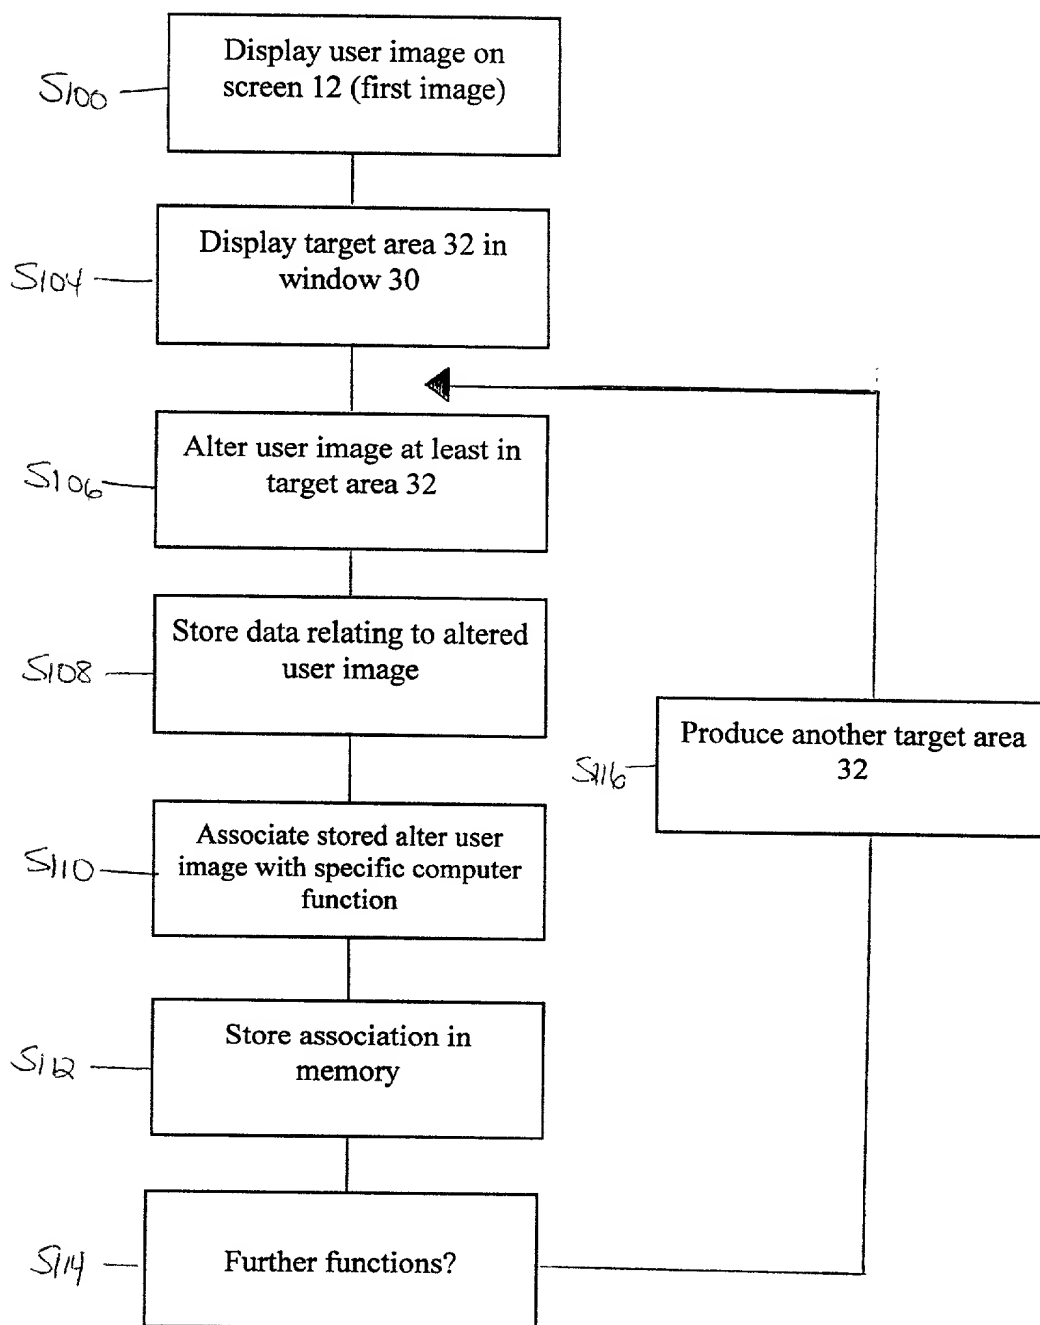 Display user image on
screen 12 (first image)
S100
Display target area 32 in
window 30
S104
Alter user image at least in
target area 32
S106
Store data relating to altered
user image
S108
Produce another target area
32
S116
Associate stored alter user
image with specific computer
function
S110
Store association in
memory
S112
Further functions?
S114